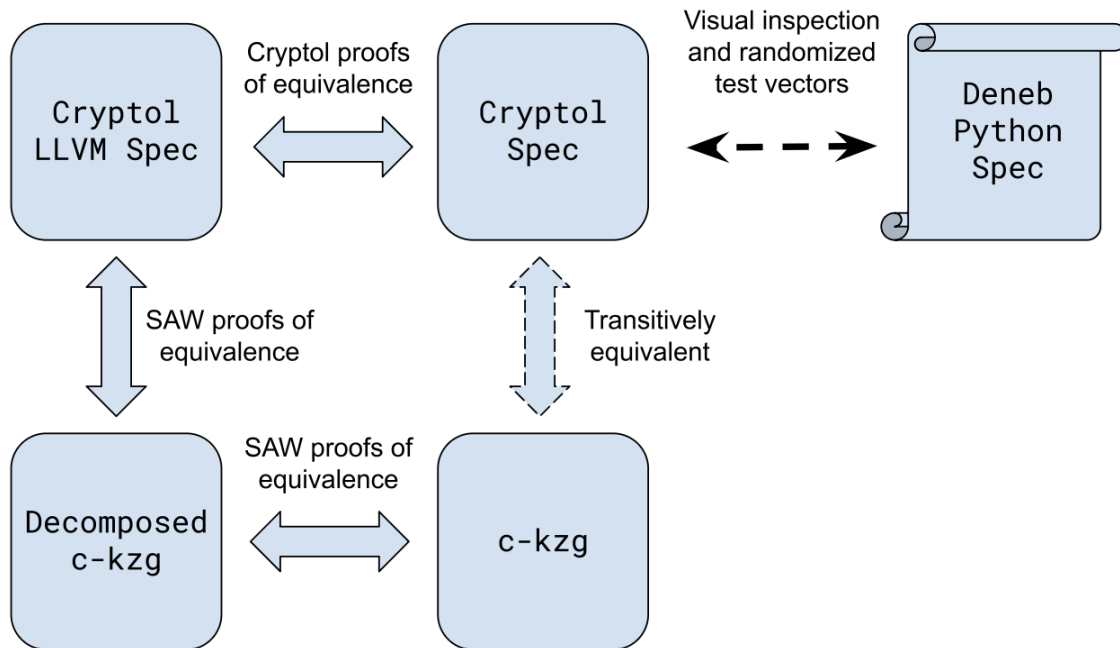 Cryptol
LLVM Spec
Cryptol proofs
of equivalence
Cryptol
Spec
Visual inspection
and randomized
test vectors
Deneb
Python
Spec
SAW proofs of
equivalence
Transitively
equivalent
Decomposed
c-kzg
SAW proofs of
equivalence
c-kzg